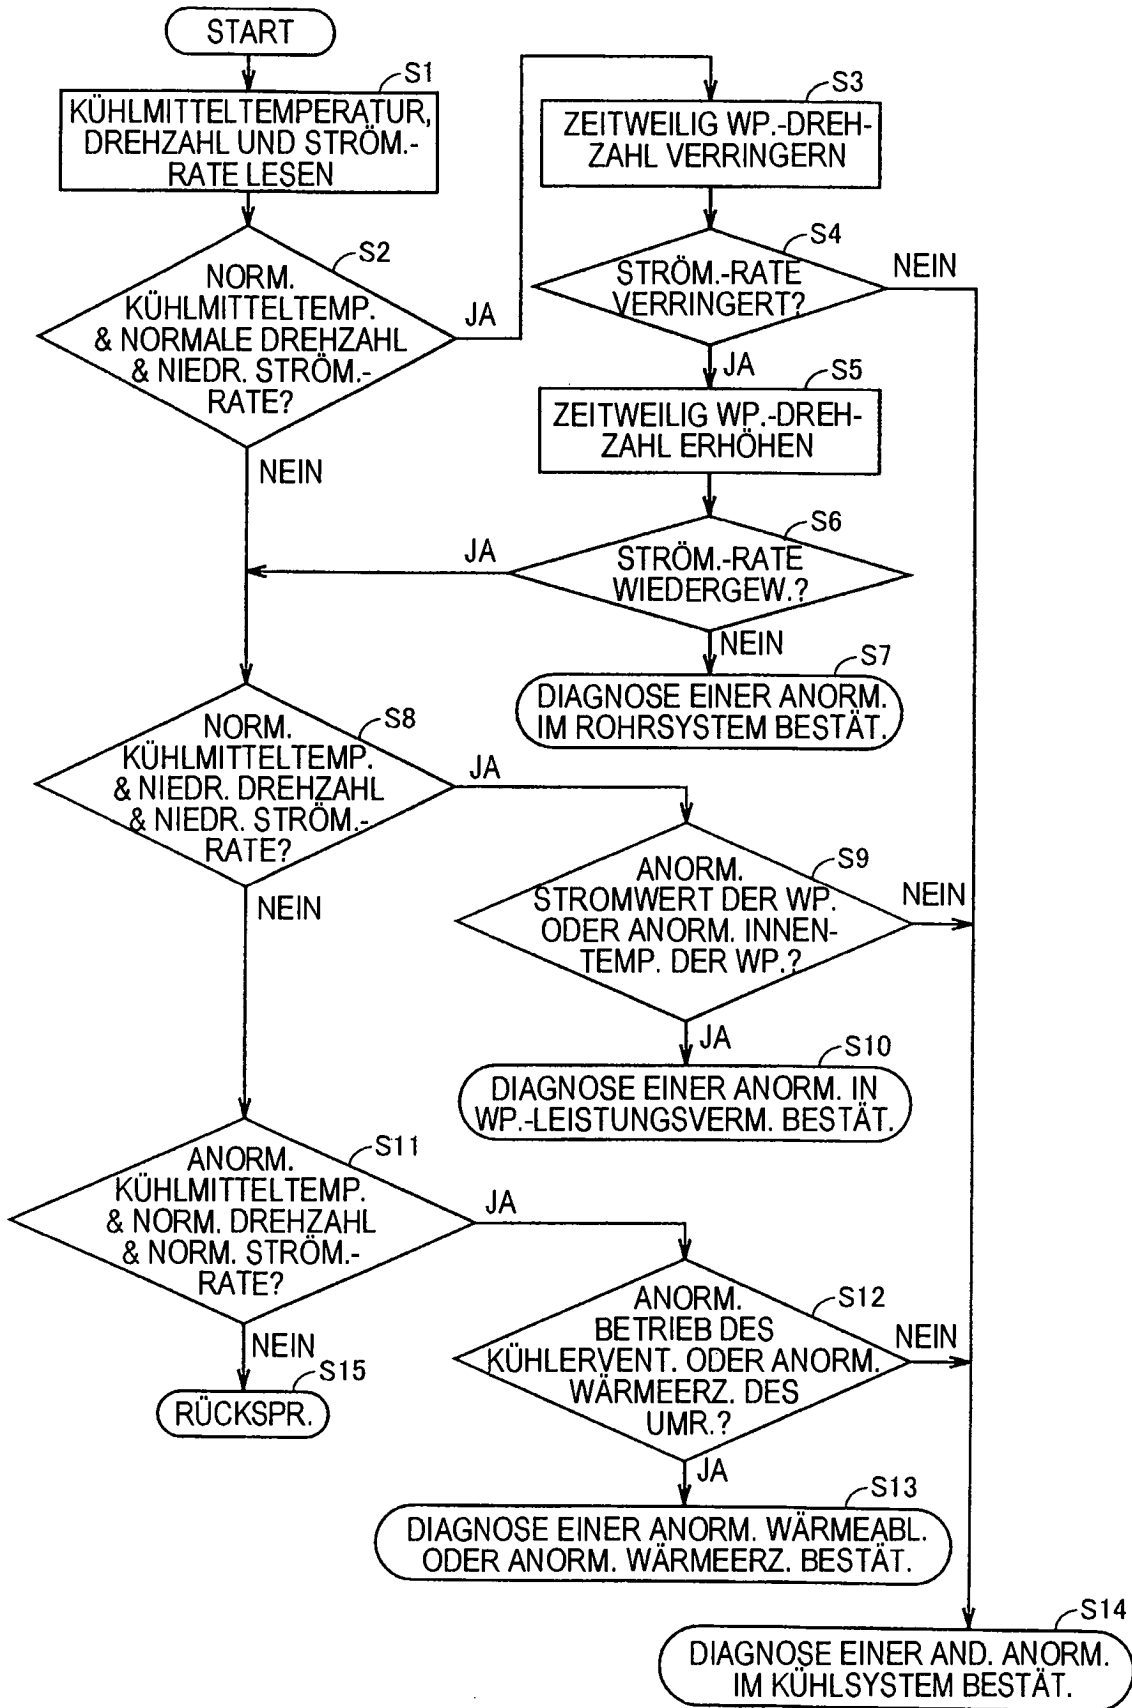 START
S1
KÜHLMITTELTEMPERATUR,
DREHZAHL UND STRÖM.-
RATE LESEN
S2
NORM.
KÜHLMITTELTEMP.
& NORMALE DREHZAHL
& NIEDR. STRÖM.-
RATE?
JA
NEIN
S3
ZEITWEILIG WP.-DREH-
ZAHL VERRINGERN
S4
STRÖM.-RATE
VERRINGERT?
NEIN
JA
S5
ZEITWEILIG WP.-DREH-
ZAHL ERHÖHEN
S6
STRÖM.-RATE
WIEDERGEW.?
JA
NEIN
S7
DIAGNOSE EINER ANORM.
IM ROHRSYSTEM BESTÄT.
S8
NORM.
KÜHLMITTELTEMP.
& NIEDR. DREHZAHL
& NIEDR. STRÖM.-
RATE?
JA
NEIN
S9
ANORM.
STROMWERT DER WP.
ODER ANORM. INNEN-
TEMP. DER WP.?
NEIN
JA
S10
DIAGNOSE EINER ANORM. IN
WP.-LEISTUNGSVERM. BESTÄT.
S11
ANORM.
KÜHLMITTELTEMP.
& NORM. DREHZAHL
& NORM. STRÖM.-
RATE?
JA
NEIN
S12
ANORM.
BETRIEB DES
KÜHLERVENT. ODER ANORM.
WÄRMEERZ. DES
UMR.?
NEIN
JA
S15
RÜCKSPR.
S13
DIAGNOSE EINER ANORM. WÄRMEABL.
ODER ANORM. WÄRMEERZ. BESTÄT.
S14
DIAGNOSE EINER AND. ANORM.
IM KÜHLSYSTEM BESTÄT.